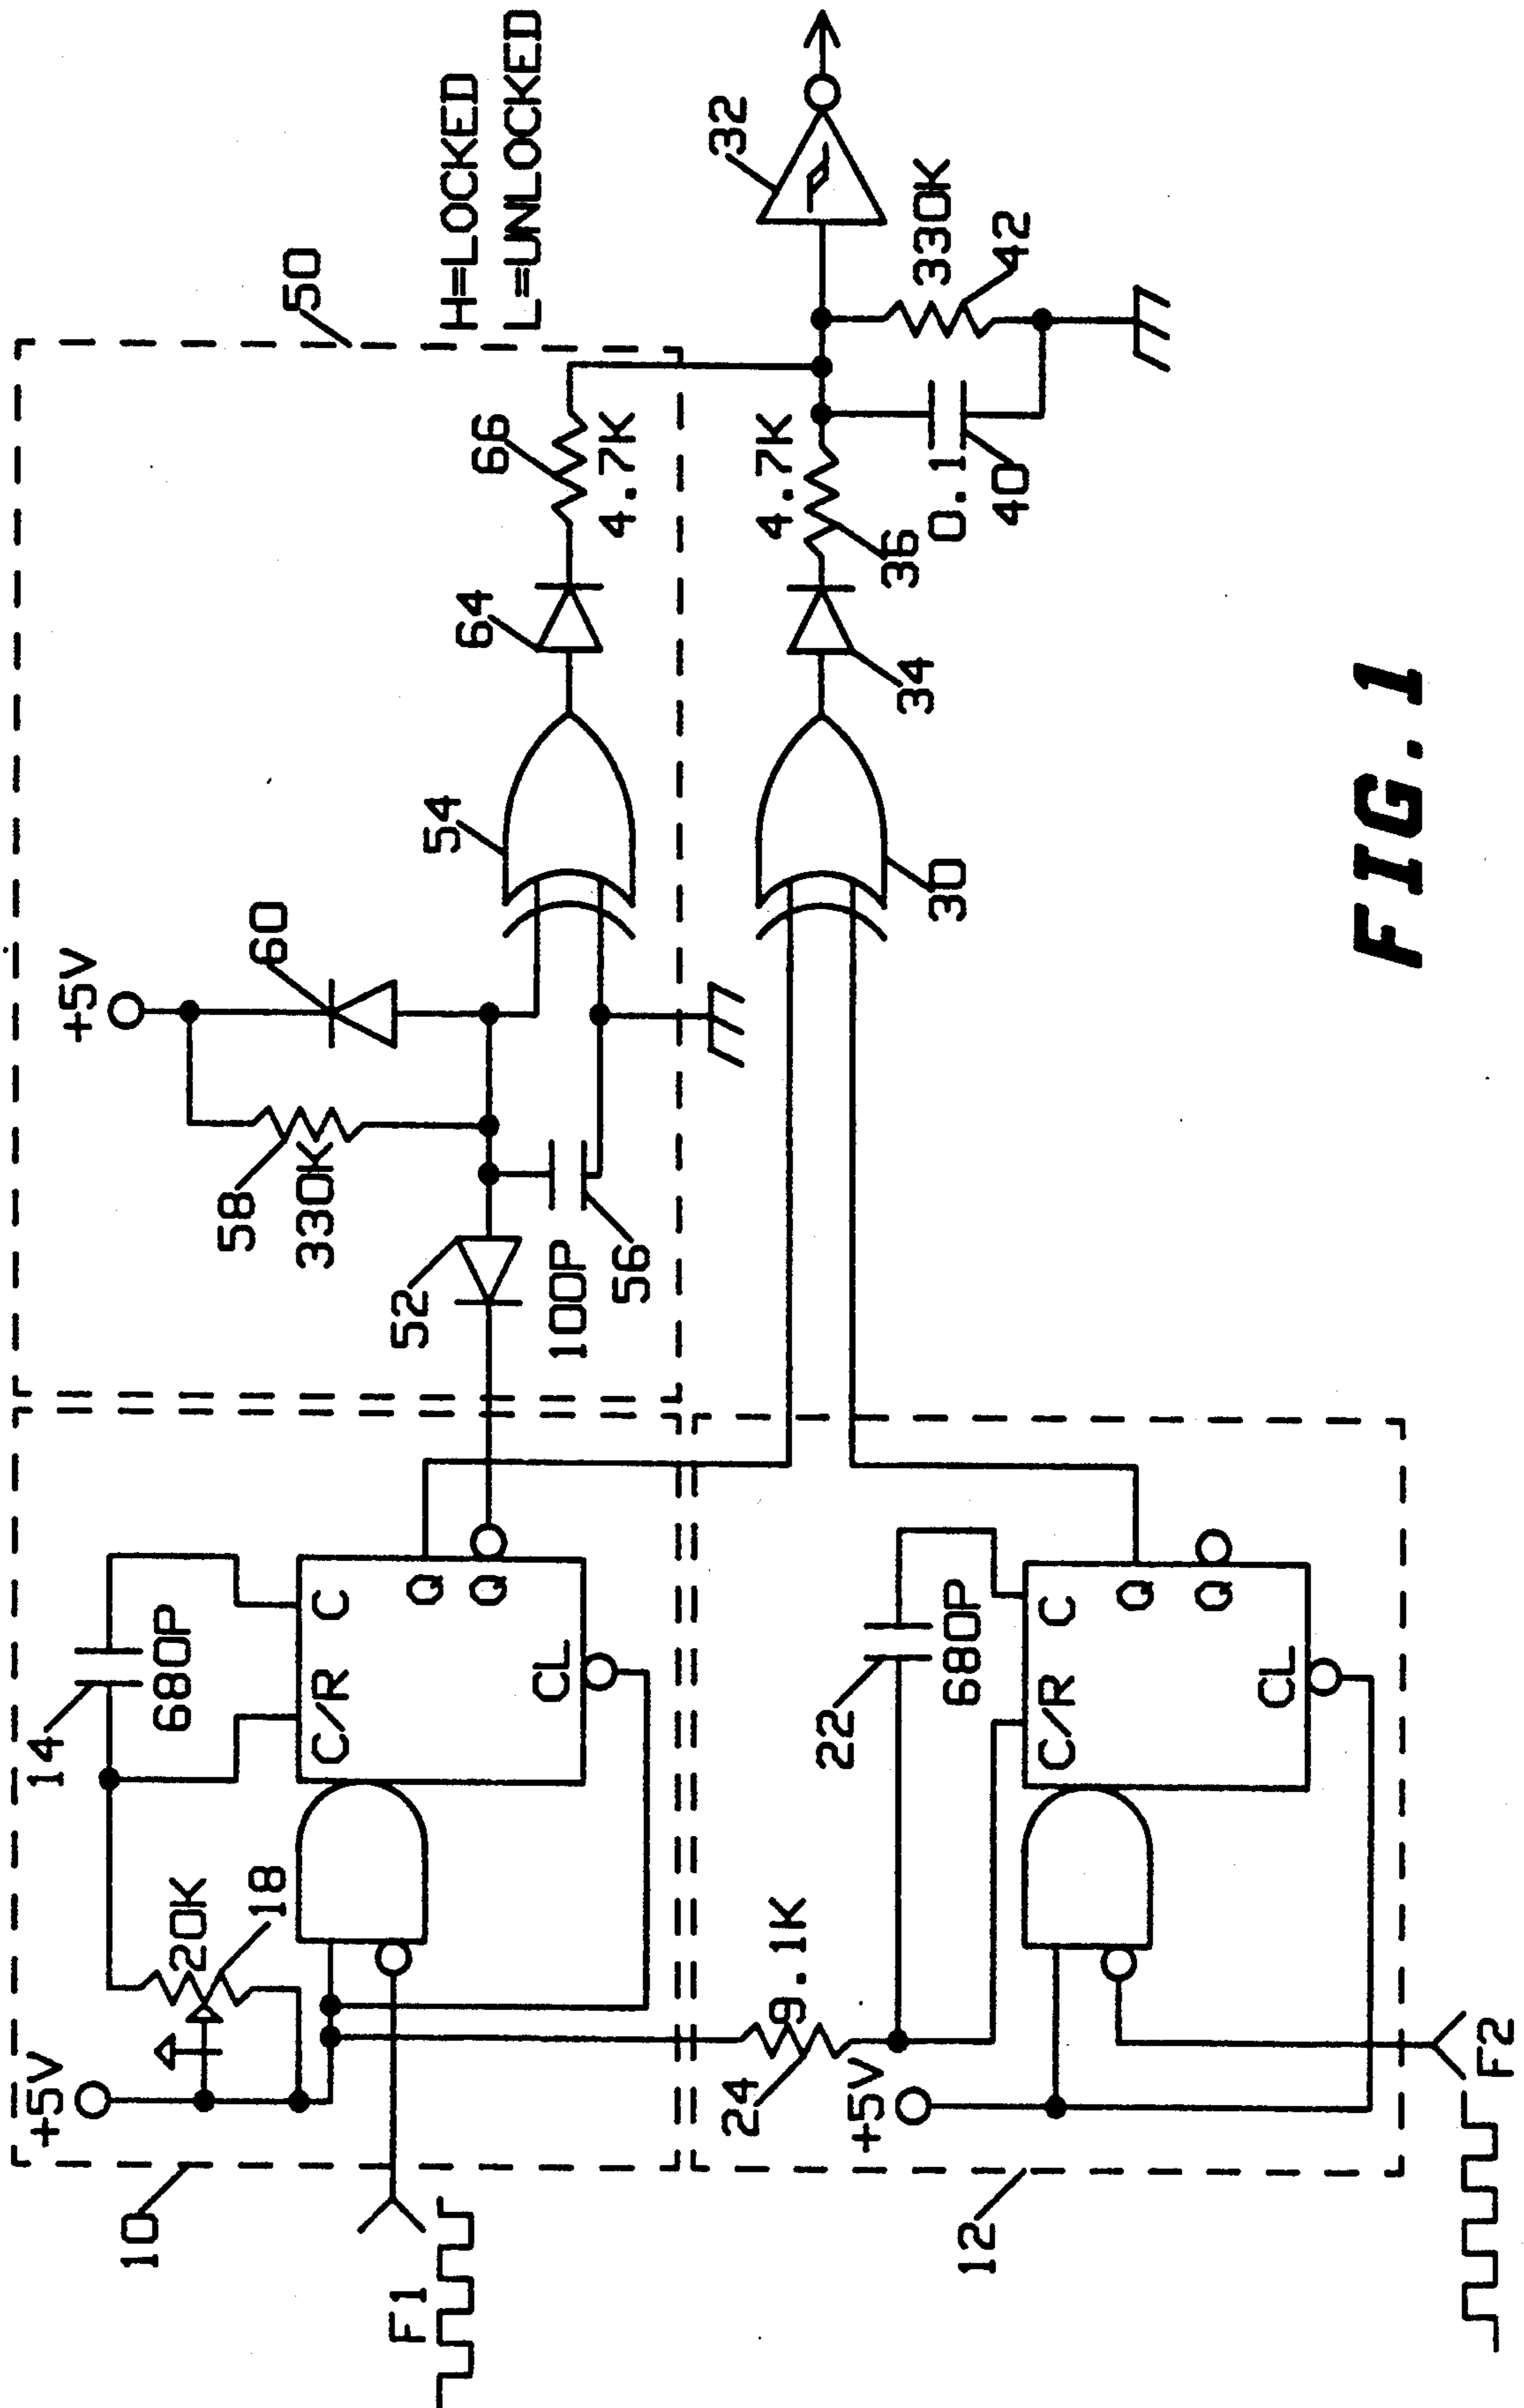 +5V
60
50
H=LOCKED
L=UNLOCKED
14
680P
58
330K
20K
18
54
64
66
52
4.7K
100P
56
C/R
C
Q
Q
CL
10
F1
32
4.7K
330K
42
0.1
40
36
34
30
+5V
24
9.1K
+5V
22
680P
C/R
C
Q
Q
CL
12
F2
FIG. 1